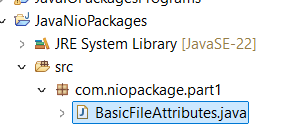 JavaNioPackages
JRE System Library [JavaSE-22]
src
com.niopackage.part1
BasicFileAttributes.java